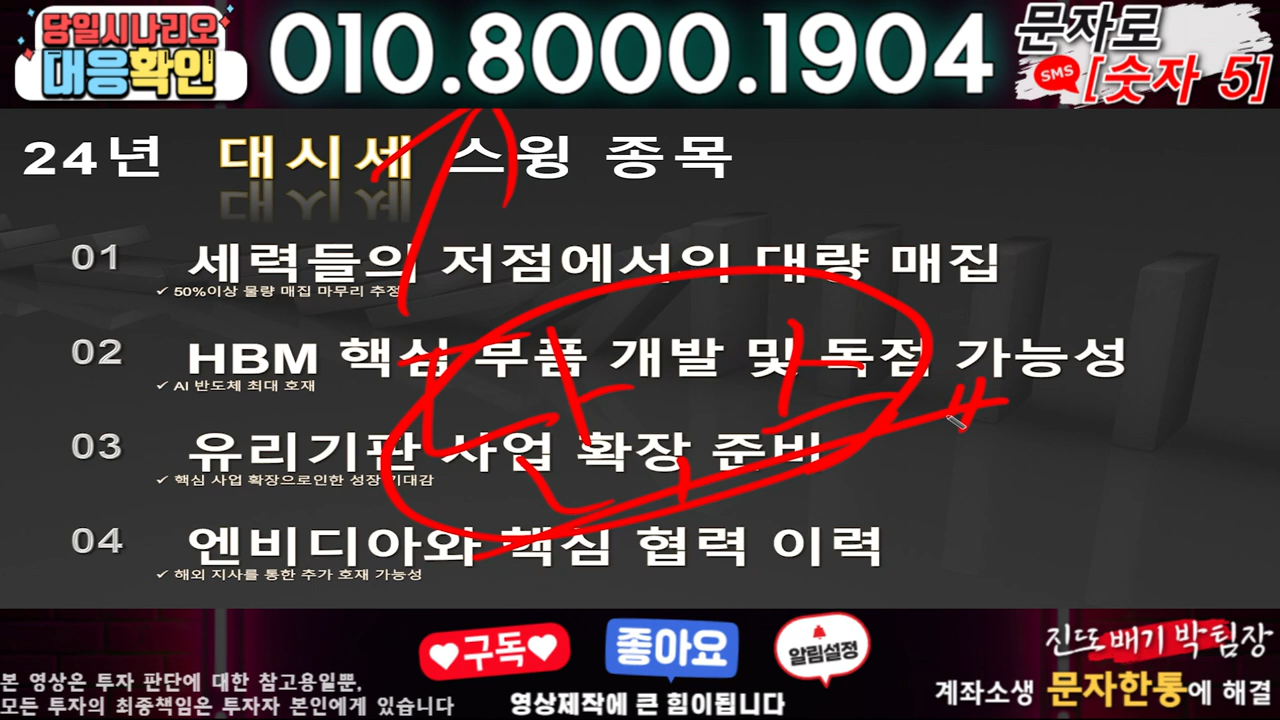 당일시나리오
대응확인
010.8000.1904
문자로
SMS
[숫자 5]
24년 대시세 스윙 종목
01 세력들의 저점에서의 대량 매집
✓ 50%이상 물량 매집 마무리 추정
02 HBM 핵심 부품 개발 및 독점 가능성
✓ AI 반도체 최대 호재
03 유리기판 사업 확장 준비
✓ 핵심 사업 확장으로인한 성장 기대감
04 엔비디아와 핵심 협력 이력
✓ 해외 지사를 통한 추가 호재 가능성
구독
좋아요
알림설정
영상제작에 큰 힘이됩니다
본 영상은 투자 판단에 대한 참고용일뿐,
모든 투자의 최종책임은 투자자 본인에게 있습니다
진또배기 박팀장
계좌소생 문자한통에 해결